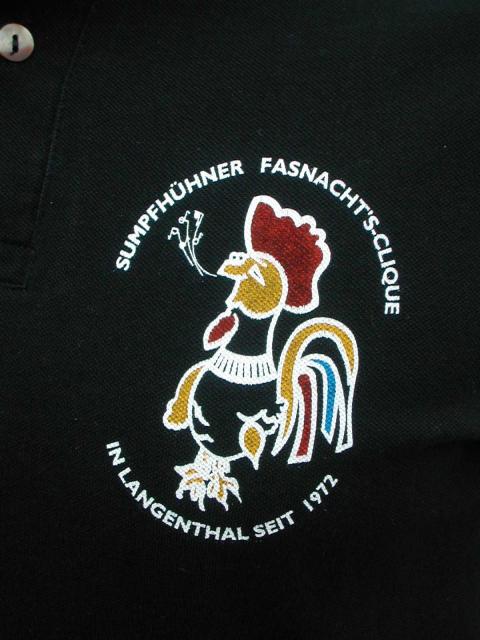 SUMPFHÜHNER FASNACHT'S-CLIQUE
IN LANGENTHAL SEIT 1972